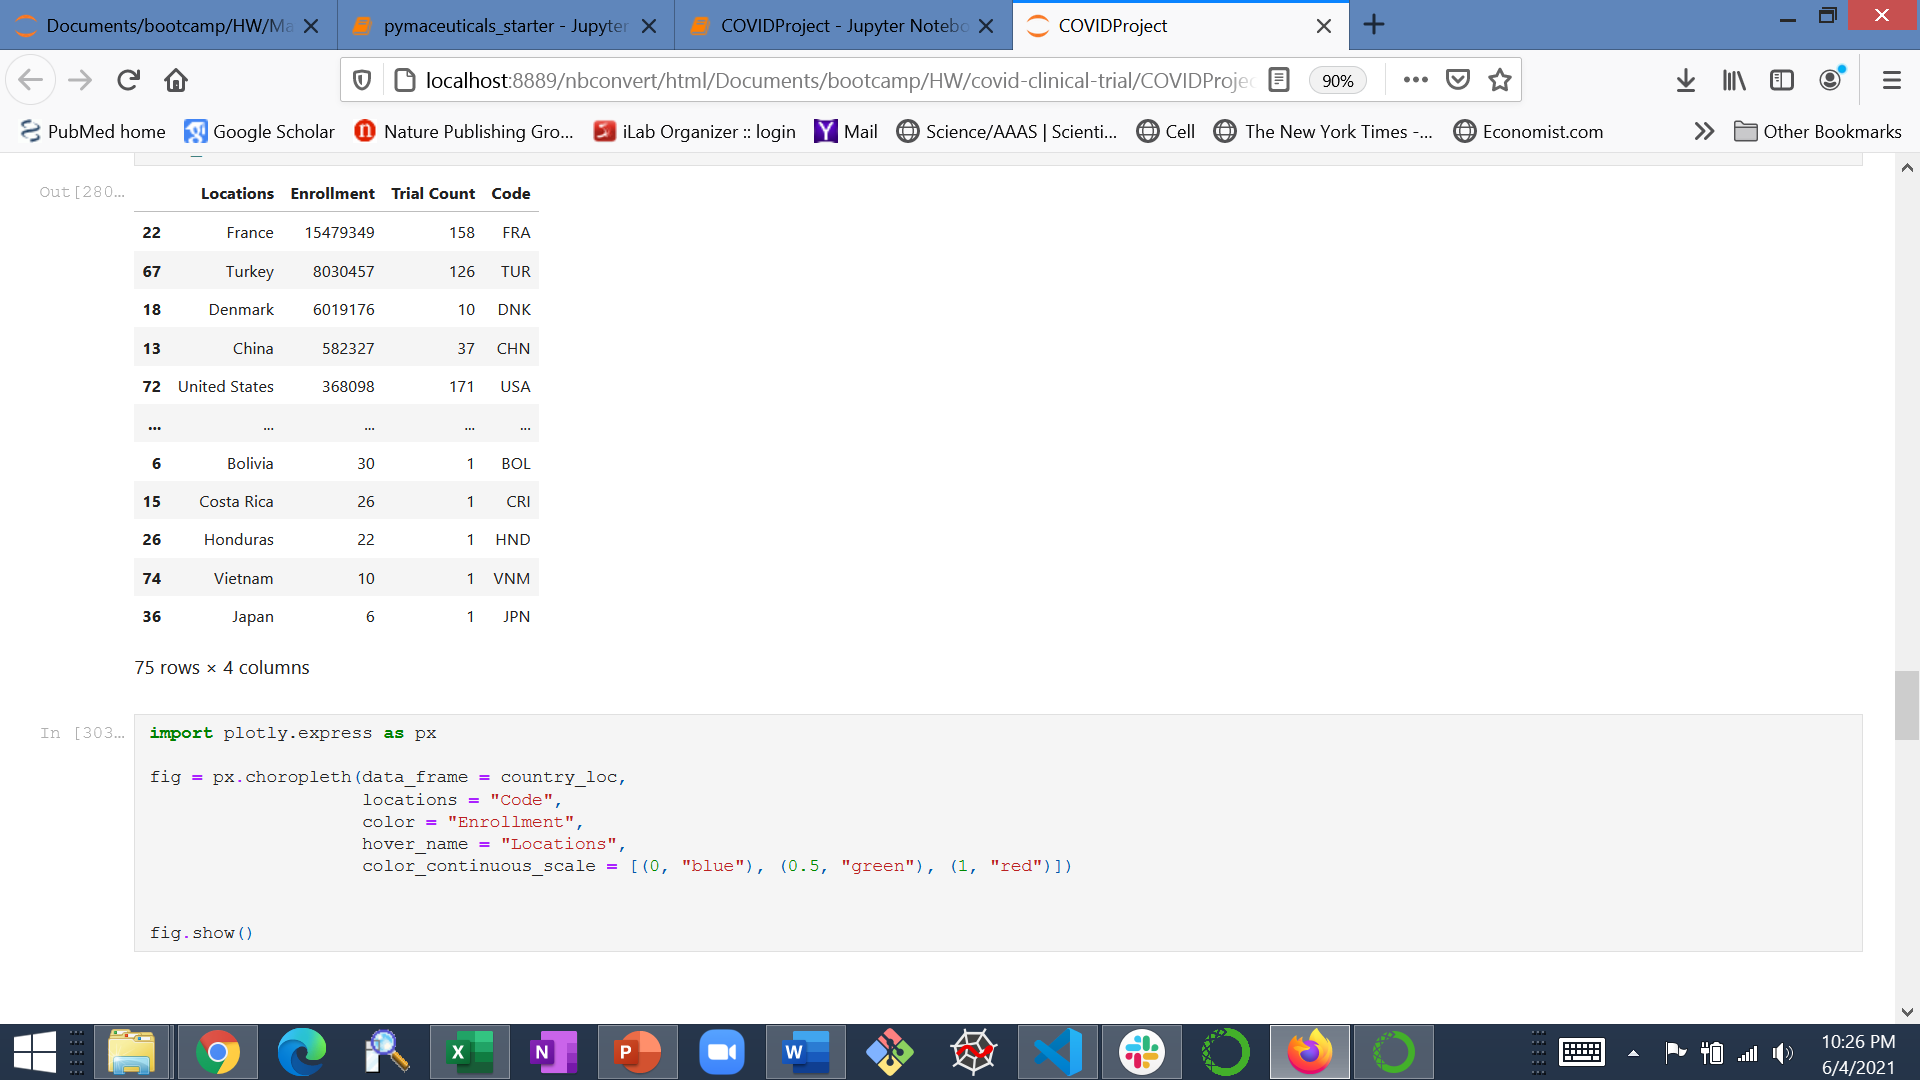 Documents/bootcamp/HW/Ma
pymaceuticals_starter - Jupyter
COVIDProject - Jupyter Notebo
COVIDProject
localhost:8889/nbconvert/html/Documents/bootcamp/HW/covid-clinical-trial/COVIDProjec
90%
PubMed home
Google Scholar
Nature Publishing Gro...
iLab Organizer :: login
Mail
Science/AAAS | Scienti...
Cell
The New York Times -...
Economist.com
Other Bookmarks
Out[280...
Locations Enrollment Trial Count Code
22 France 15479349 158 FRA
67 Turkey 8030457 126 TUR
18 Denmark 6019176 10 DNK
13 China 582327 37 CHN
72 United States 368098 171 USA
... ... ... ... ...
6 Bolivia 30 1 BOL
15 Costa Rica 26 1 CRI
26 Honduras 22 1 HND
74 Vietnam 10 1 VNM
36 Japan 6 1 JPN
75 rows × 4 columns
In [303...
import plotly.express as px
fig = px.choropleth(data_frame = country_loc,
locations = "Code",
color = "Enrollment",
hover_name = "Locations",
color_continuous_scale = [(0, "blue"), (0.5, "green"), (1, "red")])
fig.show()
10:26 PM
6/4/2021